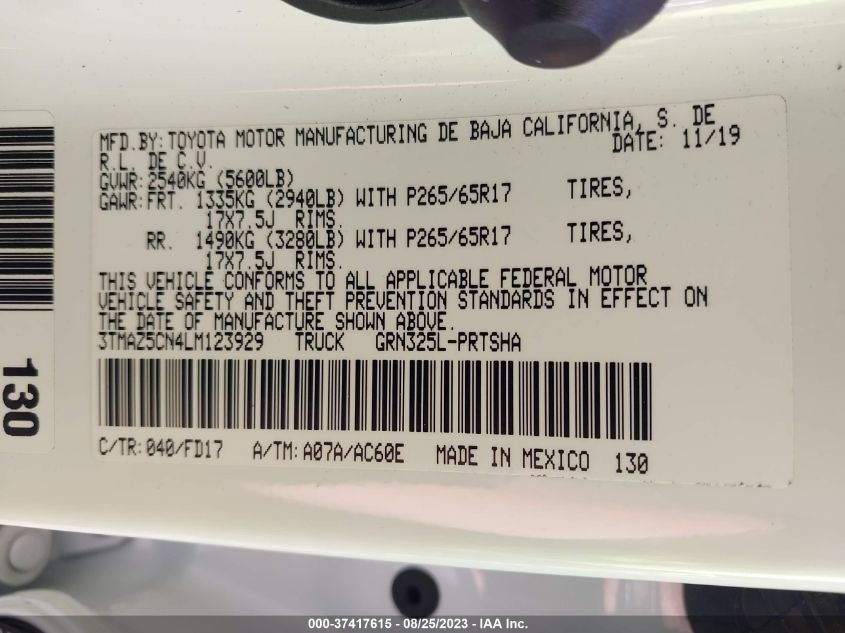 MFD.BY:TOYOTA MOTOR MANUFACTURING DE BAJA CALIFORNIA, S. DE
R.L. DE C.V. DATE: 11/19
GVWR:2540KG (5600LB)
GAWR:FRT. 1335KG (2940LB) WITH P265/65R17 TIRES,
17X7.5J RIMS.
RR. 1490KG (3280LB) WITH P265/65R17 TIRES,
17X7.5J RIMS.
THIS VEHICLE CONFORMS TO ALL APPLICABLE FEDERAL MOTOR
VEHICLE SAFETY AND THEFT PREVENTION STANDARDS IN EFFECT ON
THE DATE OF MANUFACTURE SHOWN ABOVE.
3TMAZ5CN4LM123929 TRUCK GRN325L-PRTSHA
C/TR:040/FD17 A/TM:A07A/AC60E MADE IN MEXICO 130
130
000-37417615 - 08/25/2023 - IAA Inc.